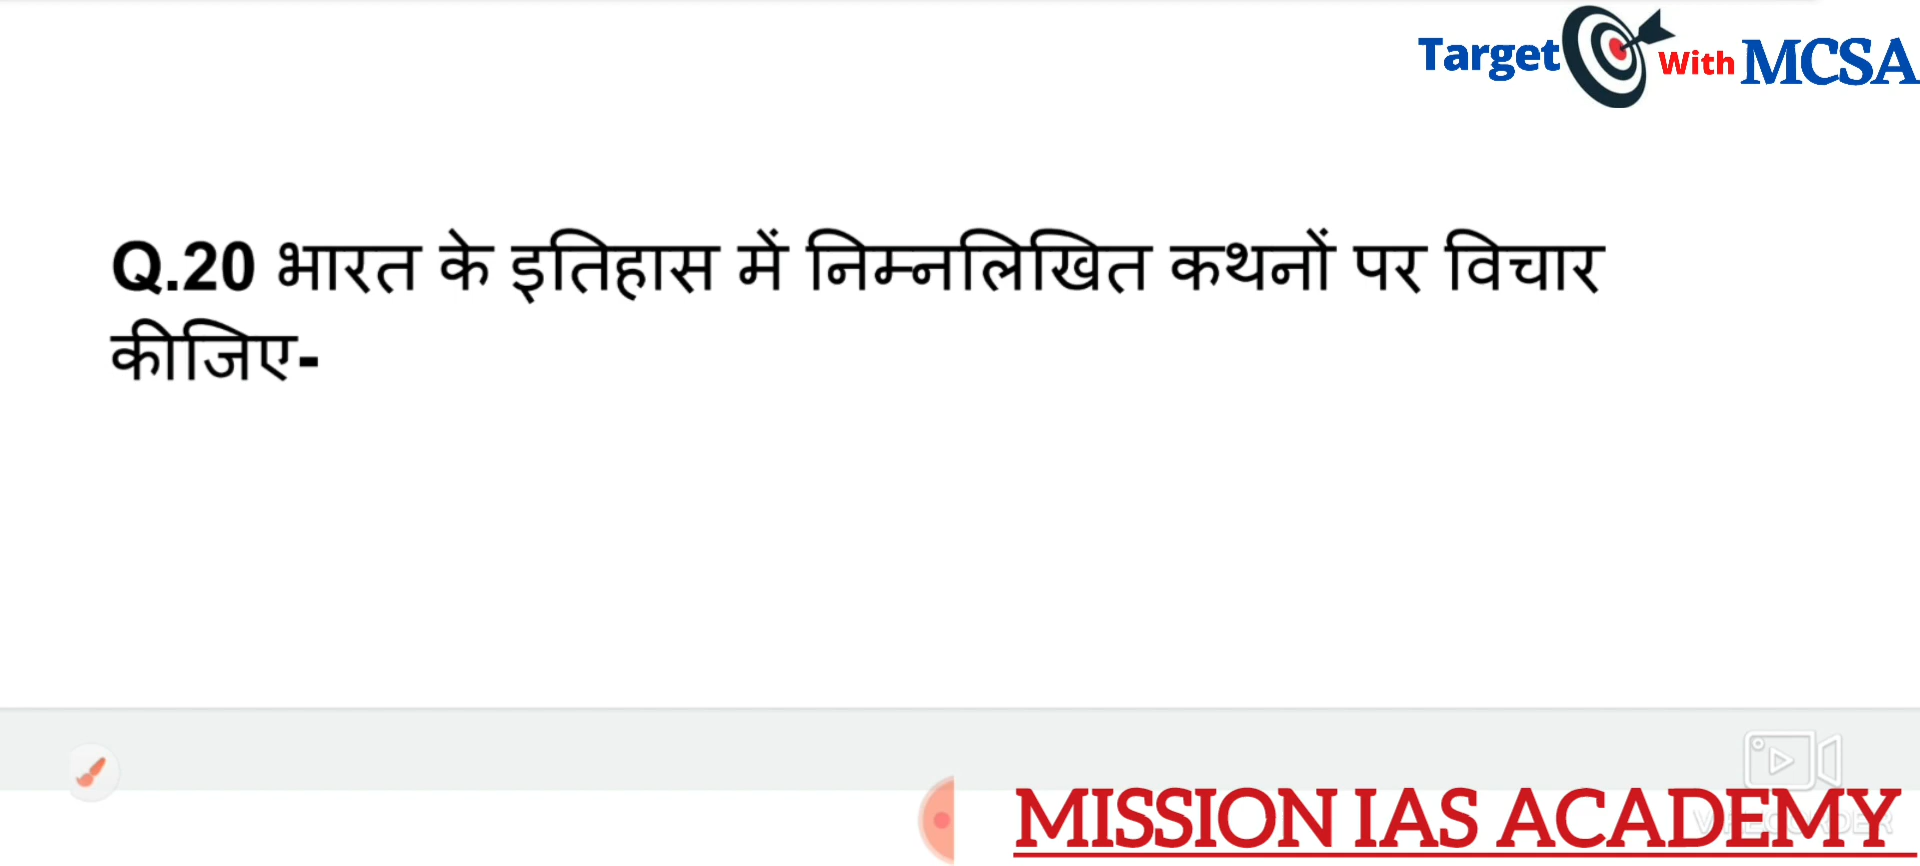 Target With MCSA
Q.20 भारत के इतिहास में निम्नलिखित कथनों पर विचार
कीजिए-
MISSION IAS ACADEMY